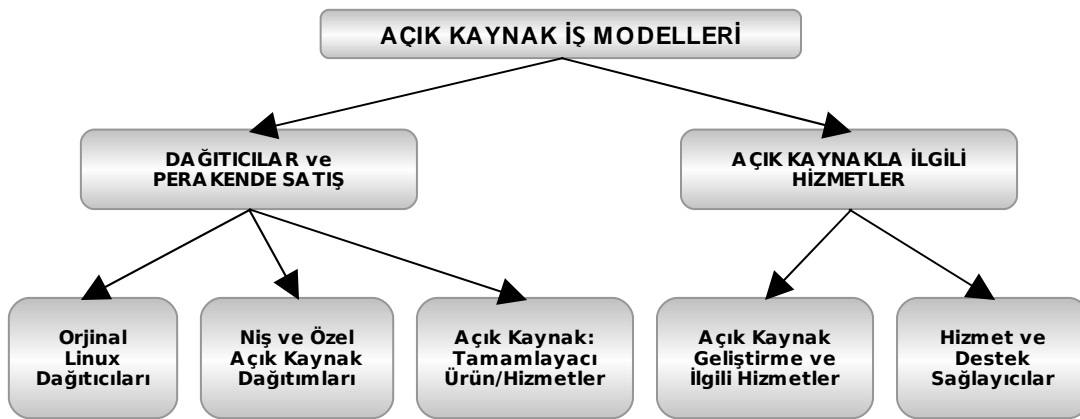 AÇIK KAYNAK İŞ MODELLERİ
DAĞITICILAR ve
PERAKENDE SATIŞ
AÇIK KAYNAKLA İLGİLİ
HİZMETLER
Orjinal
Linux
Dağıtıcıları
Niş ve Özel
Açık Kaynak
Dağıtımları
Açık Kaynak:
Tamamlayacı
Ürün/Hizmetler
Açık Kaynak
Geliştirme ve
İlgili Hizmetler
Hizmet ve
Destek
Sağlayıcılar